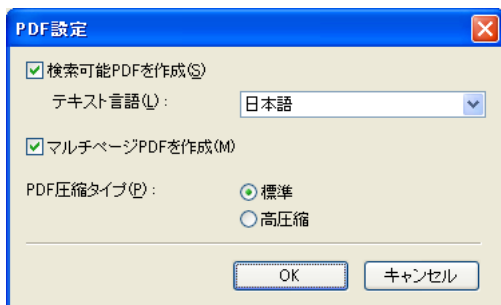 PDF設定
検索可能PDFを作成(S)
テキスト言語(L)： 日本語
マルチページPDFを作成(M)
PDF圧縮タイプ(P)： 標準
高圧縮
OK キャンセル